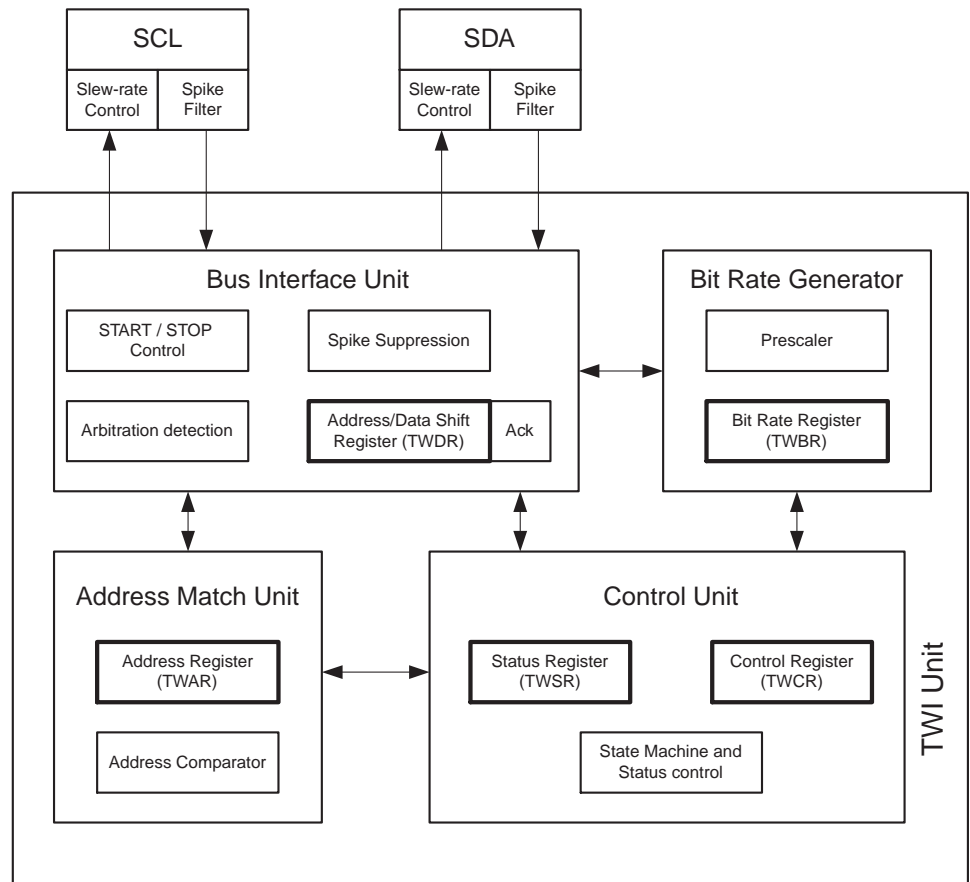 SCL
SDA
Slew-rate
Control
Spike
Filter
Slew-rate
Control
Spike
Filter
Bus Interface Unit
START / STOP
Control
Spike Suppression
Arbitration detection
Address/Data Shift
Register (TWDR)
Ack
Bit Rate Generator
Prescaler
Bit Rate Register
(TWBR)
Address Match Unit
Address Register
(TWAR)
Address Comparator
Control Unit
Status Register
(TWSR)
Control Register
(TWCR)
State Machine and
Status control
TWI Unit